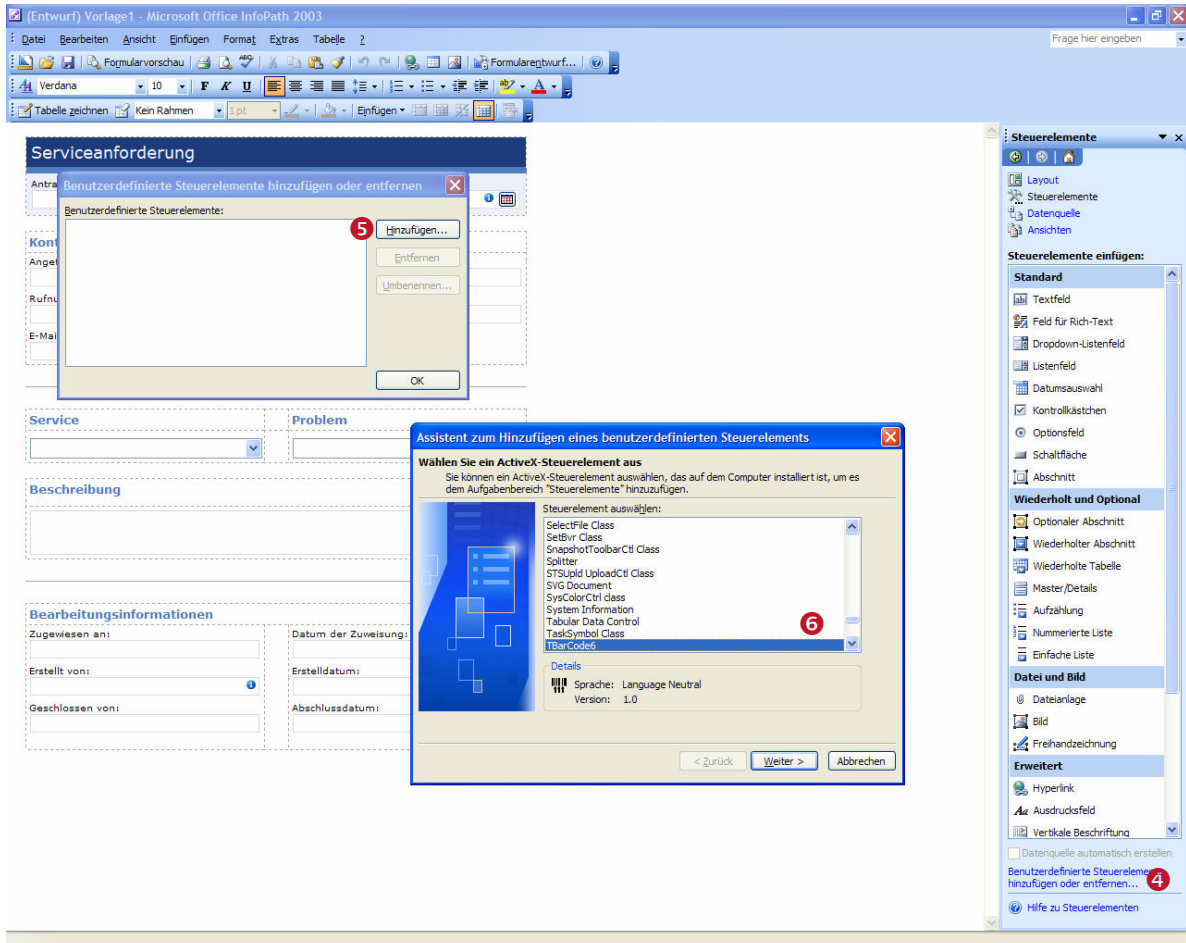 (Entwurf) Vorlage1 - Microsoft Office InfoPath 2003
Datei Bearbeiten Ansicht Einfügen Format Extras Tabelle ?
Frage hier eingeben
Formularvorschau
Formularentwurf...
Verdana 10 F K U
Tabelle zeichnen Kein Rahmen 1 pt Einfügen
Serviceanforderung
Antra
Benutzerdefinierte Steuerelemente hinzufügen oder entfernen
Benutzerdefinierte Steuerelemente:
5
Hinzufügen...
Entfernen
Umbenennen...
OK
Kont
Angef
Rufnu
E-Mai
Service
Problem
Beschreibung
Bearbeitungsinformationen
Zugewiesen an:
Datum der Zuweisung:
Erstellt von:
Erstelldatum:
Geschlossen von:
Abschlussdatum:
Assistent zum Hinzufügen eines benutzerdefinierten Steuerelements
Wählen Sie ein ActiveX-Steuerelement aus
Sie können ein ActiveX-Steuerelement auswählen, das auf dem Computer installiert ist, um es
dem Aufgabenbereich "Steuerelemente" hinzuzufügen.
Steuerelement auswählen:
SelectFile Class
SetBvr Class
SnapshotToolbarCtl Class
Splitter
STSUpld UploadCtl Class
SVG Document
SysColorCtrl class
System Information
Tabular Data Control
TaskSymbol Class
TBarCode6
6
Details
Sprache: Language Neutral
Version: 1.0
< Zurück
Weiter >
Abbrechen
Steuerelemente
Layout
Steuerelemente
Datenquelle
Ansichten
Steuerelemente einfügen:
Standard
Textfeld
Feld für Rich-Text
Dropdown-Listenfeld
Listenfeld
Datumsauswahl
Kontrollkästchen
Optionsfeld
Schaltfläche
Abschnitt
Wiederholt und Optional
Optionaler Abschnitt
Wiederholter Abschnitt
Wiederholte Tabelle
Master/Details
Aufzählung
Nummerierte Liste
Einfache Liste
Datei und Bild
Dateianlage
Bild
Freihandzeichnung
Erweitert
Hyperlink
Ausdrucksfeld
Vertikale Beschriftung
Datenquelle automatisch erstellen
Benutzerdefinierte Steuerelemente
hinzufügen oder entfernen...
4
Hilfe zu Steuerelementen